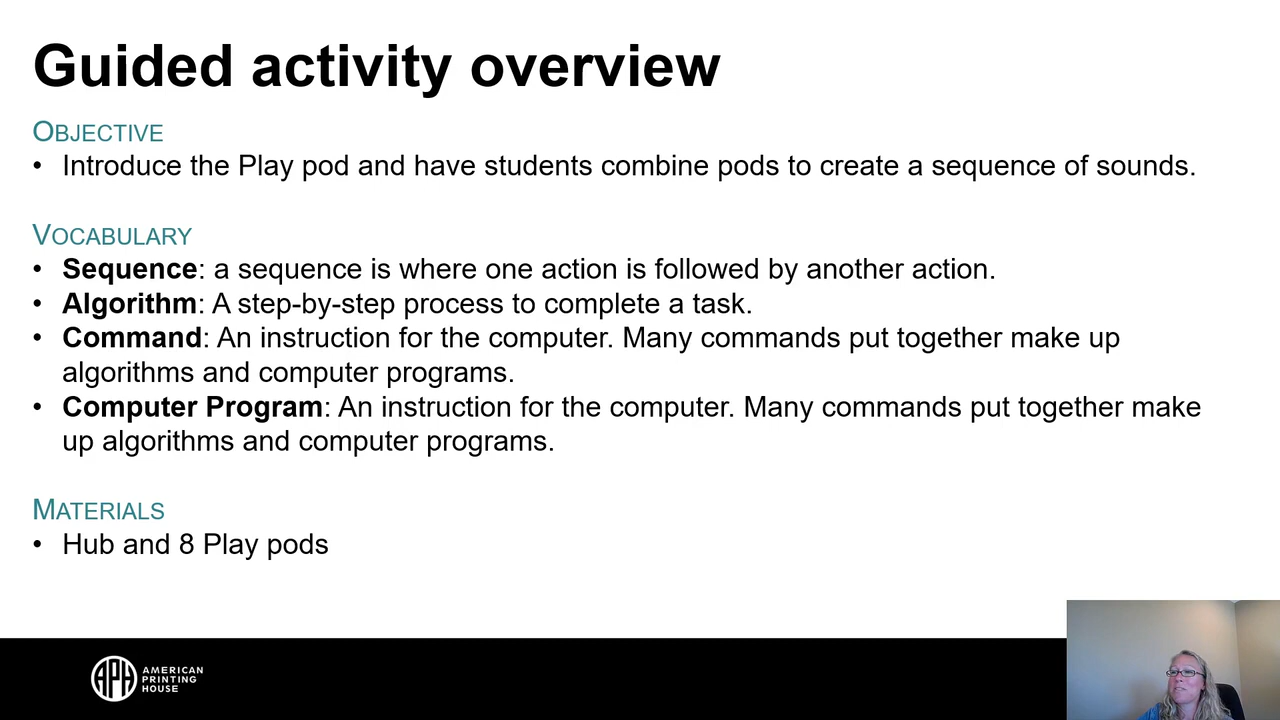 Guided activity overview
OBJECTIVE
• Introduce the Play pod and have students combine pods to create a sequence of sounds.
VOCABULARY
• Sequence: a sequence is where one action is followed by another action.
• Algorithm: A step-by-step process to complete a task.
• Command: An instruction for the computer. Many commands put together make up
algorithms and computer programs.
• Computer Program: An instruction for the computer. Many commands put together make
up algorithms and computer programs.
MATERIALS
• Hub and 8 Play pods
APH
AMERICAN
PRINTING
HOUSE